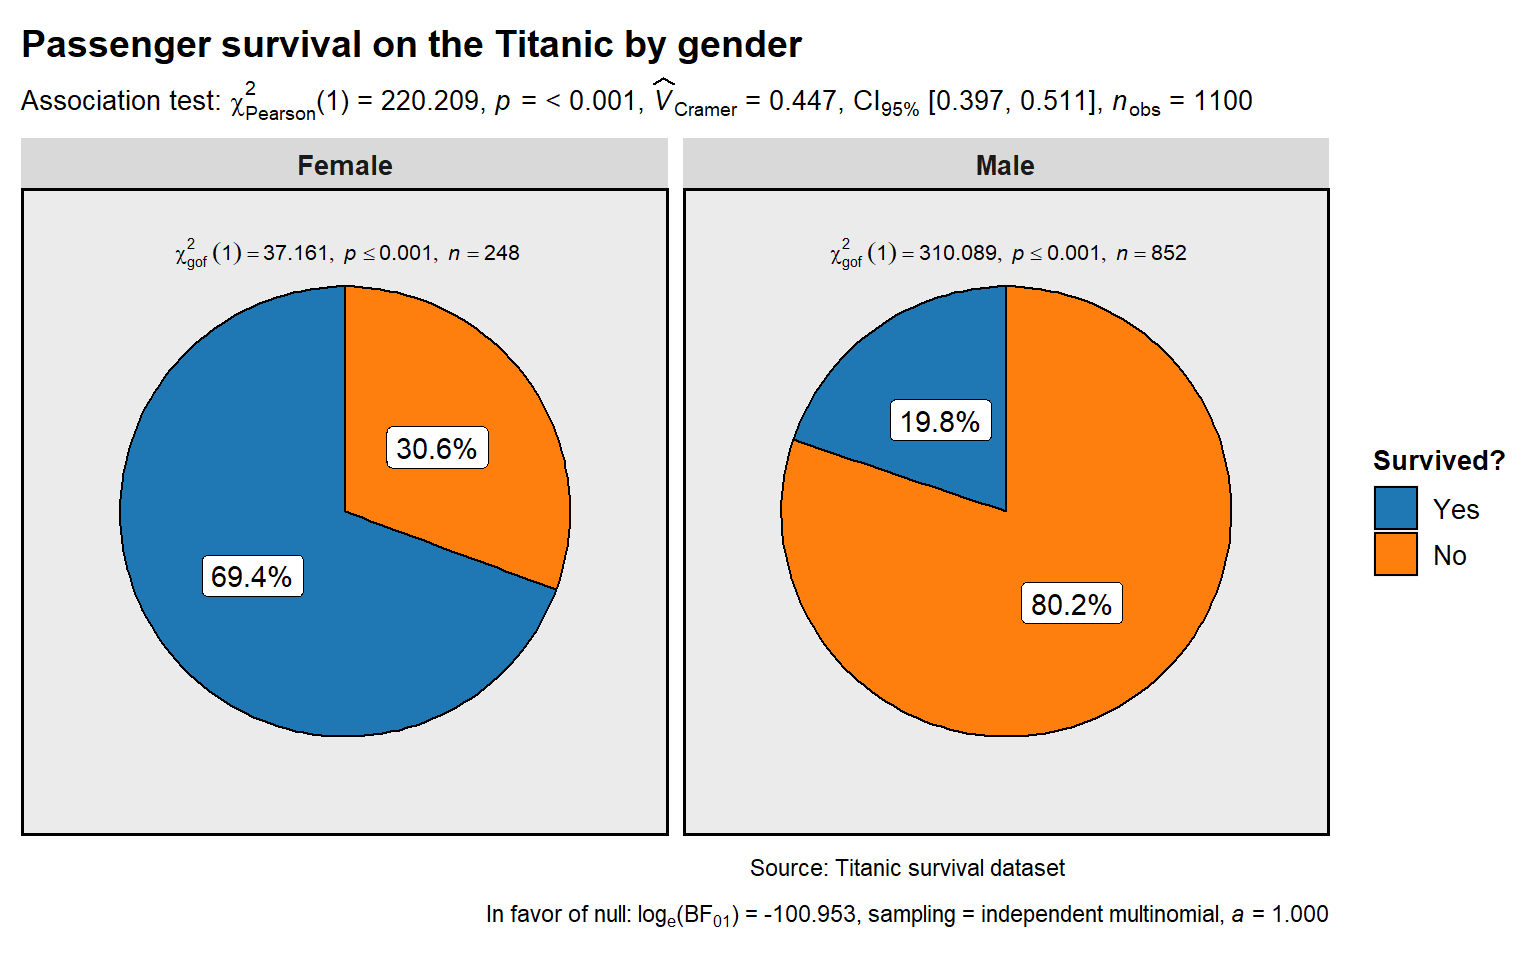 Passenger survival on the Titanic by gender
Association test: χ²Pearson(1) = 220.209, p = < 0.001, V̂Cramer = 0.447, CI95% [0.397, 0.511], nobs = 1100
Female
Male
χ²gof (1) = 37.161, p ≤ 0.001, n = 248
χ²gof (1) = 310.089, p ≤ 0.001, n = 852
30.6%
69.4%
19.8%
80.2%
Survived?
Yes
No
Source: Titanic survival dataset
In favor of null: loge(BF01) = -100.953, sampling = independent multinomial, a = 1.000